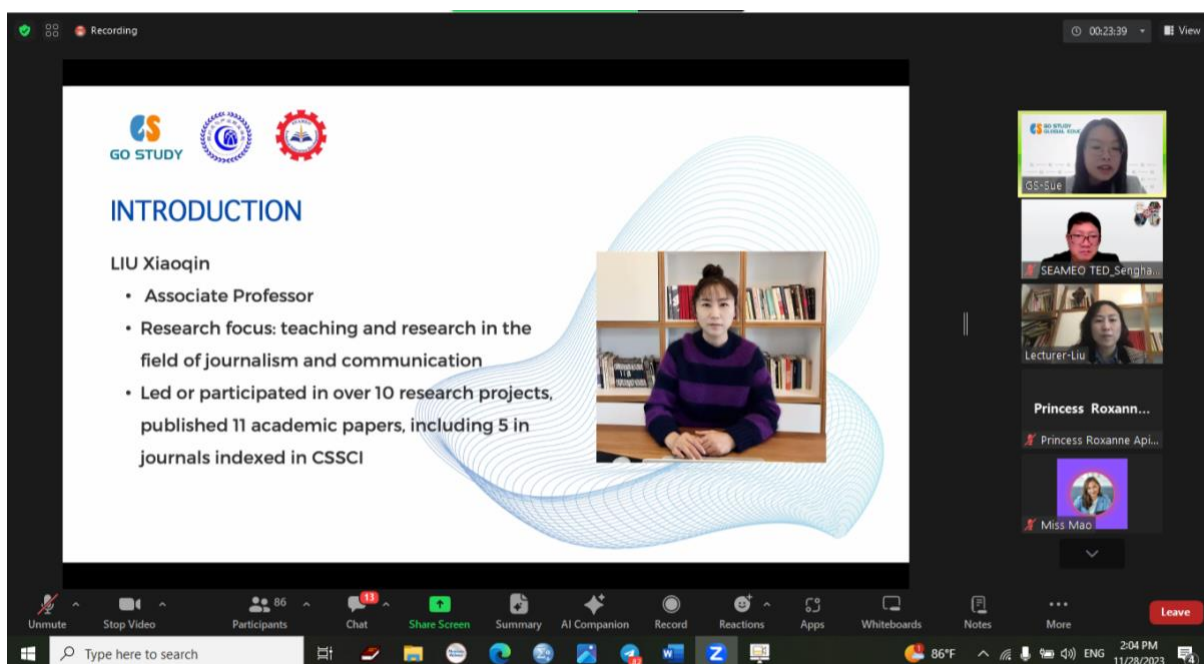 Recording
00:23:39
View
GO STUDY
INTRODUCTION
LIU Xiaoqin
• Associate Professor
• Research focus: teaching and research in the
field of journalism and communication
• Led or participated in over 10 research projects,
published 11 academic papers, including 5 in
journals indexed in CSSCI
GO STUDY
GS-Sue
SEAMEO TED_Sengha...
Lecturer-Liu
Princess Roxann...
Princess Roxanne Api...
Miss Mao
Unmute
Stop Video
86
Participants
13
Chat
Share Screen
Summary
AI Companion
Record
Reactions
Apps
Whiteboards
Notes
More
Leave
Type here to search
86°F
ENG
2:04 PM
11/28/2023